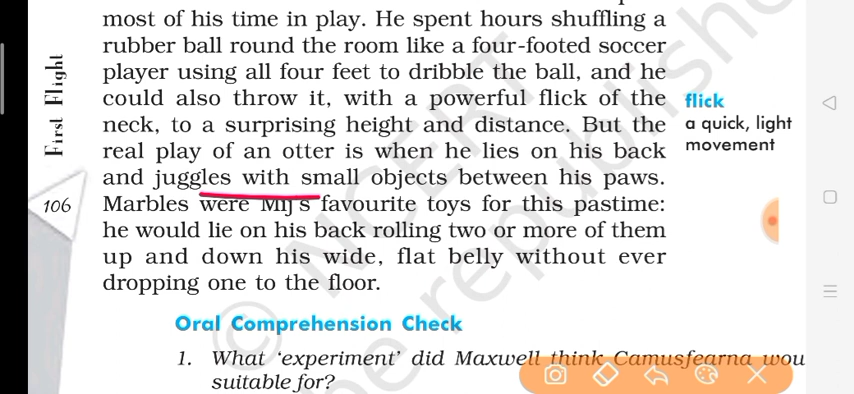 most of his time in play. He spent hours shuffling a
rubber ball round the room like a four-footed soccer
player using all four feet to dribble the ball, and he
could also throw it, with a powerful flick of the
neck, to a surprising height and distance. But the
real play of an otter is when he lies on his back
and juggles with small objects between his paws.
Marbles were Mij's favourite toys for this pastime:
he would lie on his back rolling two or more of them
up and down his wide, flat belly without ever
dropping one to the floor.
flick
a quick, light
movement
First Flight
106
Oral Comprehension Check
1. What ‘experiment’ did Maxwell think Camusfearna wou
suitable for?
© NCERT
be republished